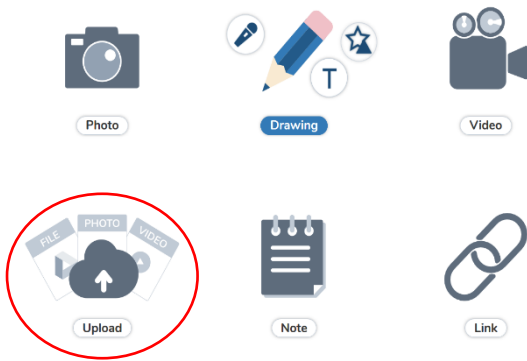 T
Photo
Drawing
Video
FILE
PHOTO
VIDEO
Upload
Note
Link